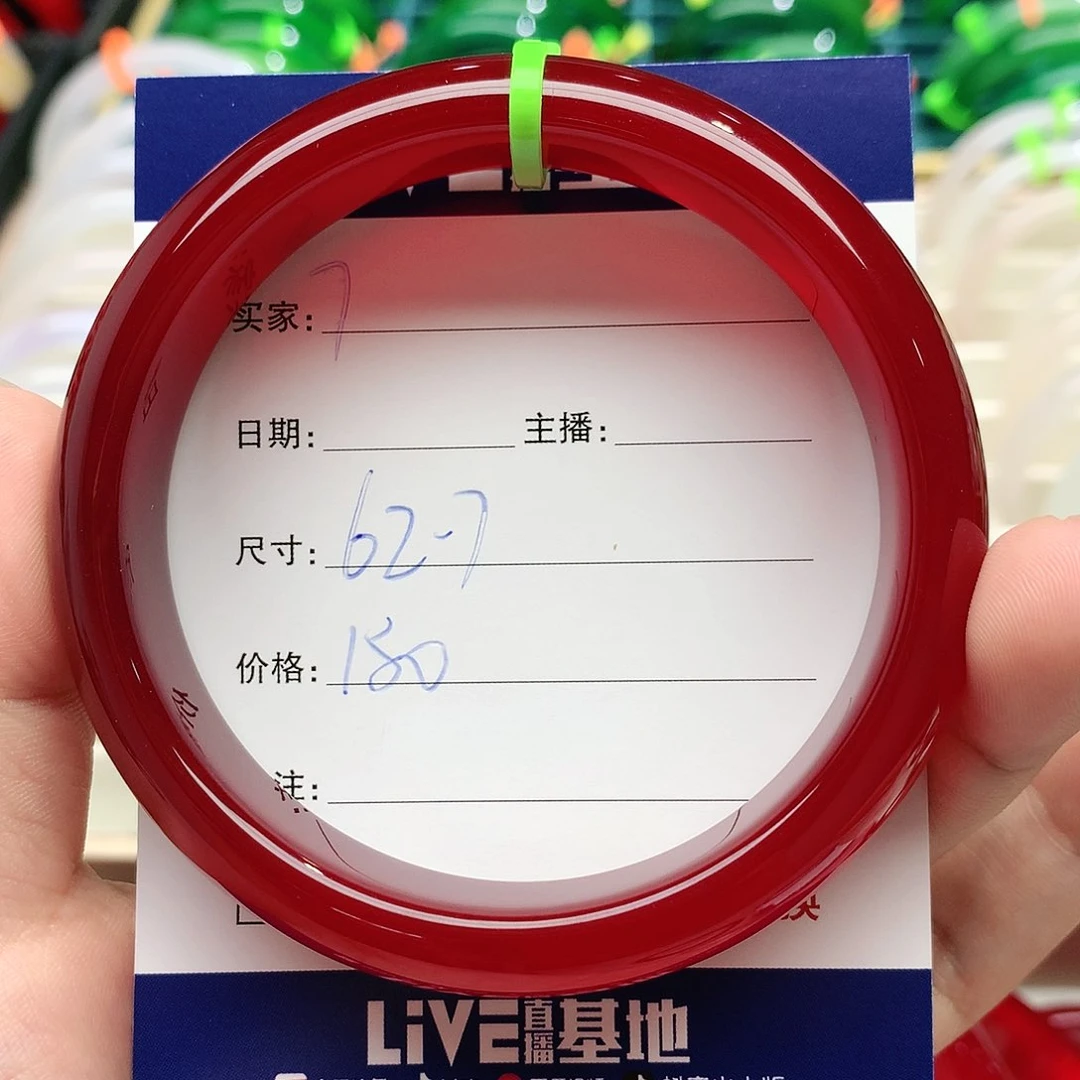 买家: 7
日期: 主播:
尺寸: 62-7
价格: 180
注:
LiVE直播基地